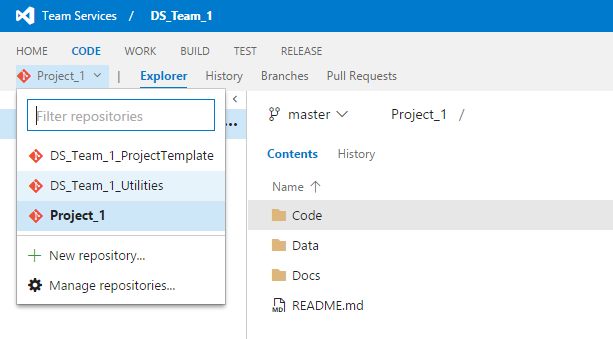 Team Services / DS_Team_1
HOME CODE WORK BUILD TEST RELEASE
Project_1 | Explorer History Branches Pull Requests
Filter repositories
DS_Team_1_ProjectTemplate
DS_Team_1_Utilities
Project_1
New repository...
Manage repositories...
master Project_1 /
Contents History
Name
Code
Data
Docs
MD README.md